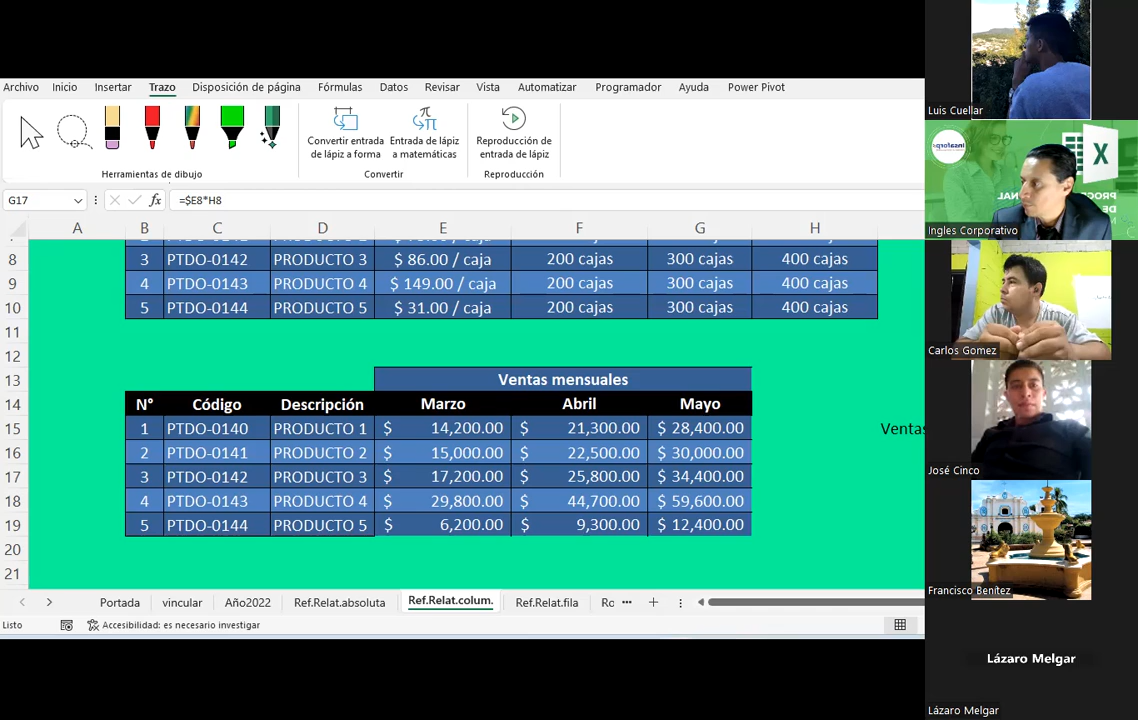 Archivo Inicio Insertar Trazo Disposición de página Fórmulas Datos Revisar Vista Automatizar Programador Ayuda Power Pivot
Convertir entrada de lápiz a forma
Entrada de lápiz a matemáticas
Reproducción de entrada de lápiz
Herramientas de dibujo
Convertir
Reproducción
G17 fx =$E8*H8
A B C D E F G H
8 3 PTDO-0142 PRODUCTO 3 $ 86.00 / caja 200 cajas 300 cajas 400 cajas
9 4 PTDO-0143 PRODUCTO 4 $ 149.00 / caja 200 cajas 300 cajas 400 cajas
10 5 PTDO-0144 PRODUCTO 5 $ 31.00 / caja 200 cajas 300 cajas 400 cajas
11
12
13 Ventas mensuales
14 N° Código Descripción Marzo Abril Mayo
15 1 PTDO-0140 PRODUCTO 1 $ 14,200.00 $ 21,300.00 $ 28,400.00 Ventas
16 2 PTDO-0141 PRODUCTO 2 $ 15,000.00 $ 22,500.00 $ 30,000.00
17 3 PTDO-0142 PRODUCTO 3 $ 17,200.00 $ 25,800.00 $ 34,400.00
18 4 PTDO-0143 PRODUCTO 4 $ 29,800.00 $ 44,700.00 $ 59,600.00
19 5 PTDO-0144 PRODUCTO 5 $ 6,200.00 $ 9,300.00 $ 12,400.00
20
21
Portada vincular Año2022 Ref.Relat.absoluta Ref.Relat.colum. Ref.Relat.fila Ro ...
Listo Accesibilidad: es necesario investigar
Luis Cuellar
Ingles Corporativo
Carlos Gomez
José Cinco
Francisco Benítez
Lázaro Melgar
Lázaro Melgar